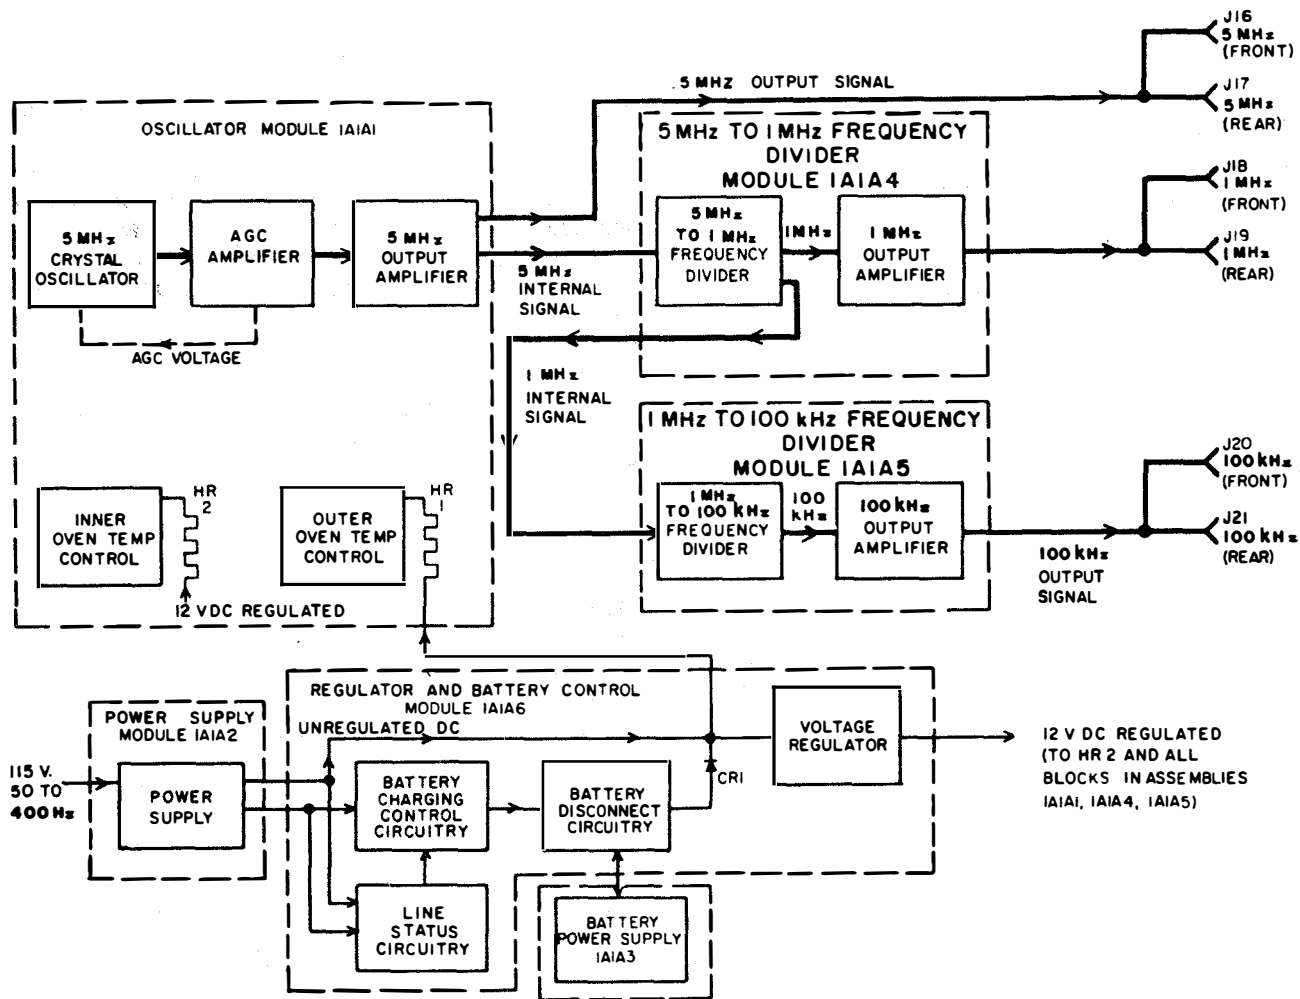 J16
5 MHz
(FRONT)
5 MHz OUTPUT SIGNAL
J17
5 MHz
(REAR)
OSCILLATOR MODULE 1A1A1
5 MHz TO 1 MHz FREQUENCY
DIVIDER
MODULE 1A1A4
J18
1 MHz
(FRONT)
5 MHz
CRYSTAL
OSCILLATOR
AGC
AMPLIFIER
5 MHz
OUTPUT
AMPLIFIER
5 MHz
TO 1 MHz
FREQUENCY
DIVIDER
1MHz
1 MHz
OUTPUT
AMPLIFIER
J19
1 MHz
(REAR)
5 MHz
INTERNAL
SIGNAL
AGC VOLTAGE
1 MHz
INTERNAL
SIGNAL
1 MHz TO 100 kHz FREQUENCY
DIVIDER
MODULE 1A1A5
J20
100 kHz
(FRONT)
INNER
OVEN TEMP
CONTROL
HR
2
OUTER
OVEN TEMP
CONTROL
HR
1
1 MHz
TO 100 kHz
FREQUENCY
DIVIDER
100
kHz
100 kHz
OUTPUT
AMPLIFIER
J21
100 kHz
(REAR)
100 kHz
OUTPUT
SIGNAL
12 VDC REGULATED
REGULATOR AND BATTERY CONTROL
MODULE 1A1A6
POWER SUPPLY
MODULE 1A1A2
UNREGULATED DC
VOLTAGE
REGULATOR
12 V DC REGULATED
(TO HR 2 AND ALL
BLOCKS IN ASSEMBLIES
1A1A1, 1A1A4, 1A1A5)
115 V.
50 TO
400 Hz
POWER
SUPPLY
BATTERY
CHARGING
CONTROL
CIRCUITRY
BATTERY
DISCONNECT
CIRCUITRY
CR1
LINE
STATUS
CIRCUITRY
BATTERY
POWER SUPPLY
1A1A3